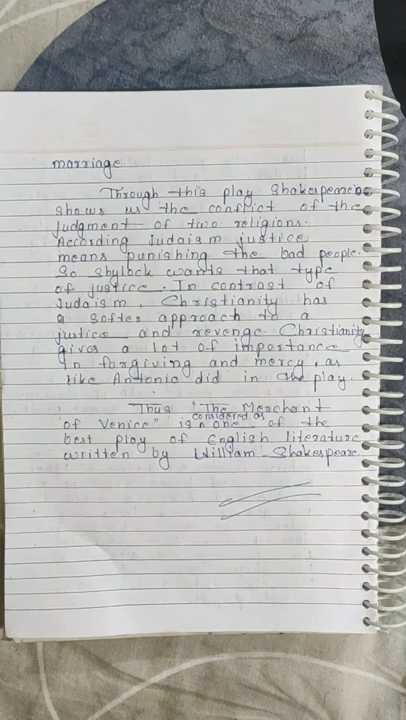 marriage
Through this play Shakespeare
shows us the conflict of the
judgment of two religions.
According Judaism justice
means punishing the bad people.
So Shylock wants that type
of justice. In contrast of
Judaism, Christianity has
a softer approach to a
justice and revenge. Christianity
gives a lot of importance
in forgiving and mercy, as
like Antonio did in the play.
Thus "The Merchant
of Venice" is considered as one of the
best play of English literature
written by William Shakespeare.